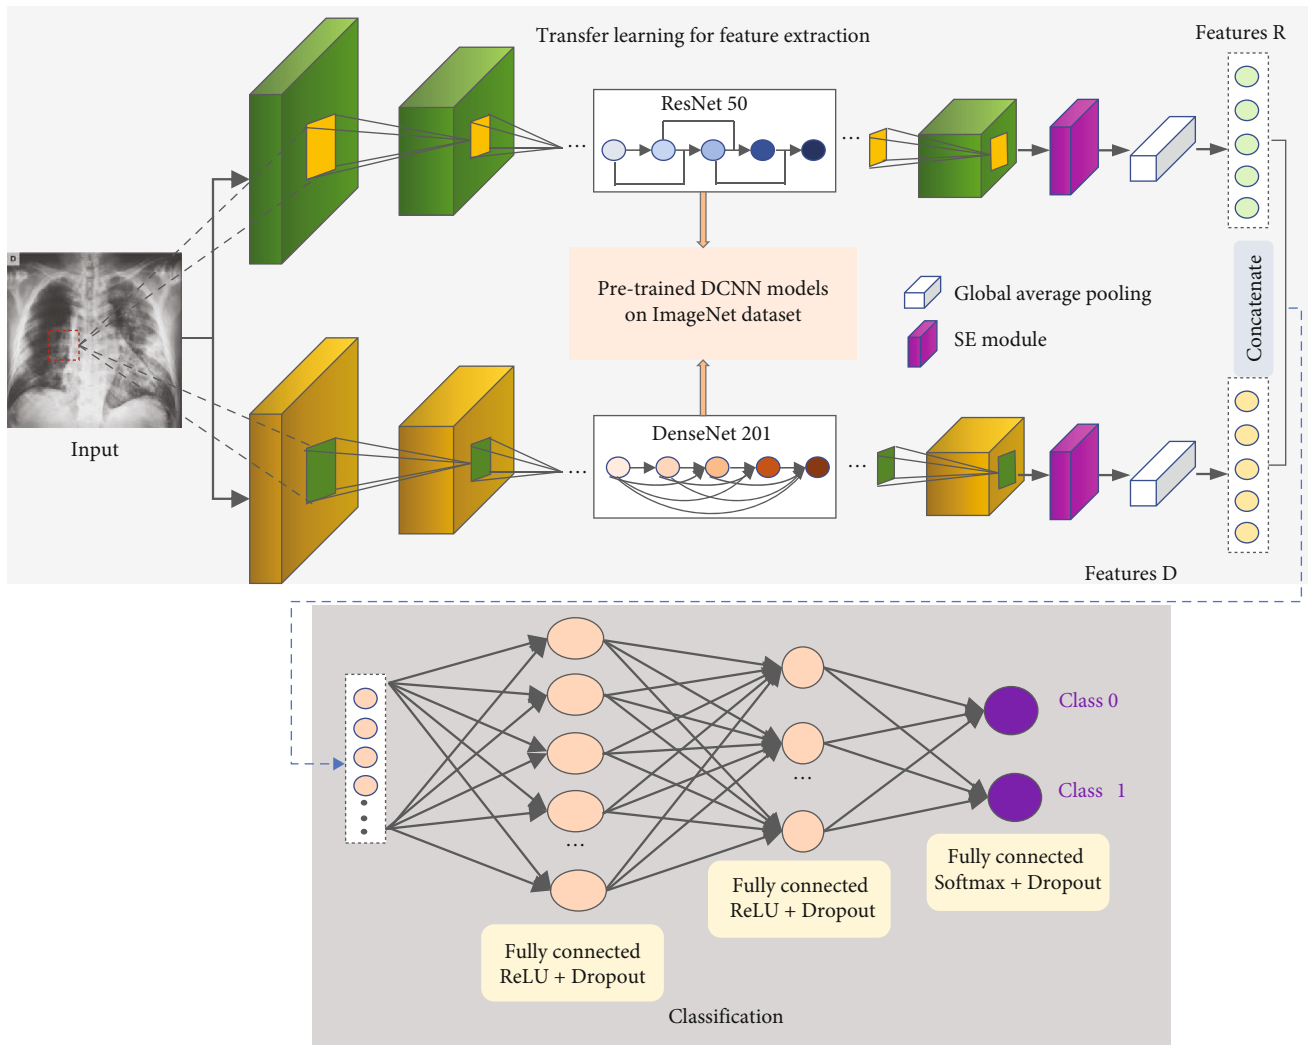 Transfer learning for feature extraction
Features R
ResNet 50
...
...
D
Pre-trained DCNN models
on ImageNet dataset
Global average pooling
SE module
Concatenate
Input
DenseNet 201
...
...
Features D
Class 0
Class 1
...
...
Fully connected
Softmax + Dropout
Fully connected
ReLU + Dropout
Fully connected
ReLU + Dropout
Classification